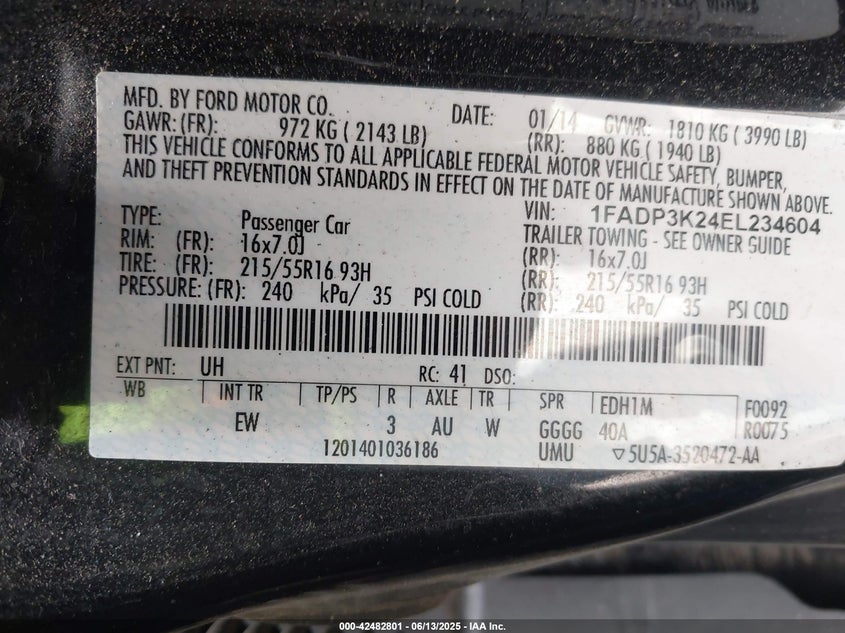 MFD. BY FORD MOTOR CO. DATE: 01/14 GVWR: 1810 KG ( 3990 LB)
GAWR: (FR): 972 KG ( 2143 LB) (RR): 880 KG ( 1940 LB)
THIS VEHICLE CONFORMS TO ALL APPLICABLE FEDERAL MOTOR VEHICLE SAFETY, BUMPER,
AND THEFT PREVENTION STANDARDS IN EFFECT ON THE DATE OF MANUFACTURE SHOWN ABOVE.
VIN: 1FADP3K24EL234604
TYPE: Passenger Car TRAILER TOWING - SEE OWNER GUIDE
RIM: (FR): 16x7.0J (RR): 16x7.0J
TIRE: (FR): 215/55R16 93H (RR): 215/55R16 93H
PRESSURE: (FR): 240 kPa/ 35 PSI COLD (RR): 240 kPa/ 35 PSI COLD
EXT PNT: UH RC: 41 DSO:
WB INT TR TP/PS R AXLE TR SPR EDH1M F0092
EW 3 AU W GGGG 40A R0075
1201401036186 UMU ▽5U5A-3520472-AA
000-42482801 - 06/13/2025 - IAA Inc.